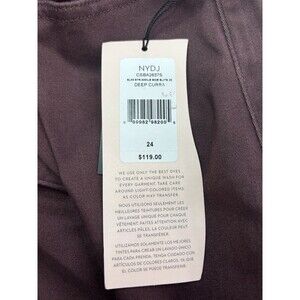 NYDJ
DEEP CURRA
24
$119.00
WE USE ONLY THE BEST DYES
TO CREATE A UNIQUE WASH FOR
EVERY GARMENT. TAKE CARE
AROUND LIGHT-COLORED ITEMS
AS COLOR MAY TRANSFER.
NOUS UTILISONS SEULEMENT LES
MEILLEURES TEINTURES POUR CRÉER
UN LAVAGE UNIQUE POUR CHAQUE
VÊTEMENT. FAITES ATTENTION AVEC
ARTICLES PÂLES, LA COULEUR PEUT
SE TRANSFÉRER.
UTILIZAMOS SOLAMENTE LOS MEJORES
TINTES PARA CREAR UN LAVADO ÚNICO
PARA CADA PRENDA. TENGA CUIDADO CON
ARTÍCULOS DE COLORES CLAROS, YA QUE
EL COLOR SE PUEDE TRANSFERIR.